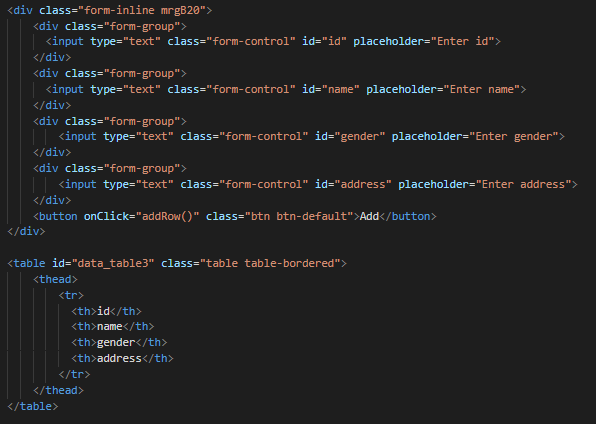 <div class="form-inline mrgB20">
<div class="form-group">
<input type="text" class="form-control" id="id" placeholder="Enter id">
</div>
<div class="form-group">
<input type="text" class="form-control" id="name" placeholder="Enter name">
</div>
<div class="form-group">
<input type="text" class="form-control" id="gender" placeholder="Enter gender">
</div>
<div class="form-group">
<input type="text" class="form-control" id="address" placeholder="Enter address">
</div>
<button onClick="addRow()" class="btn btn-default">Add</button>
</div>
<table id="data_table3" class="table table-bordered">
<thead>
<tr>
<th>id</th>
<th>name</th>
<th>gender</th>
<th>address</th>
</tr>
</thead>
</table>